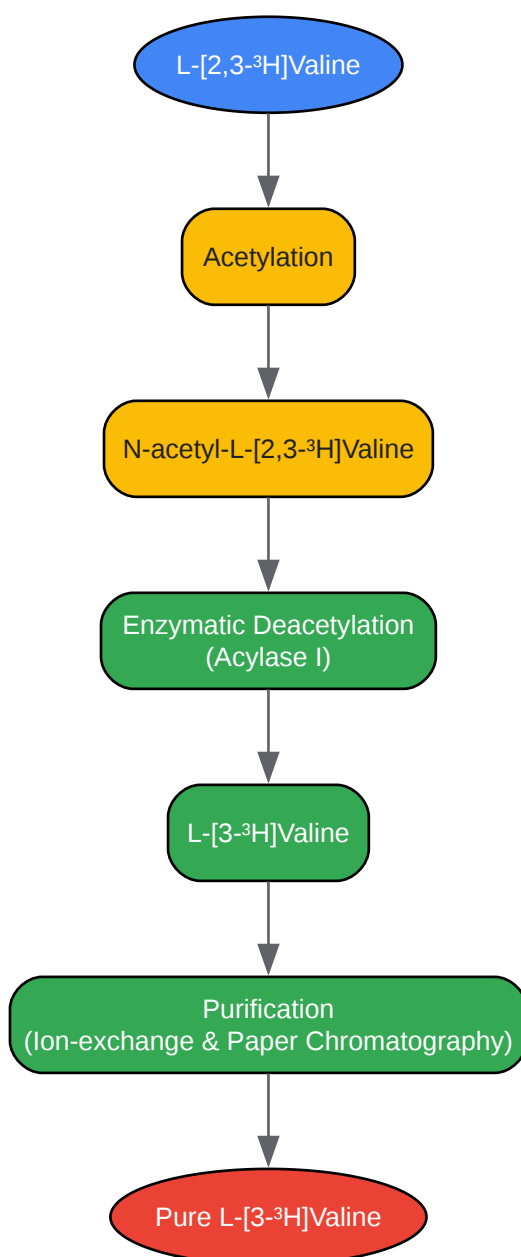 L-[2,3-³H]Valine
Acetylation
N-acetyl-L-[2,3-³H]Valine
Enzymatic Deacetylation
(Acylase I)
L-[3-³H]Valine
Purification
(Ion-exchange & Paper Chromatography)
Pure L-[3-³H]Valine